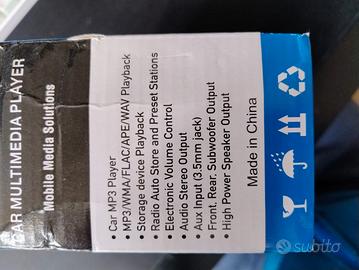 CAR MULTIMEDIA PLAYER
Mobile Media Solutions
• Car MP3 Player
• MP3/WMA/FLAC/APE/WAV Playback
• Storage device Playback
• Radio Auto Store and Preset Stations
• Electronic Volume Control
• Audio Stereo Output
• Aux Input (3.5mm jack)
• Front. Rear. Subwoofer Output
• High Power Speaker Output
Made in China
subito